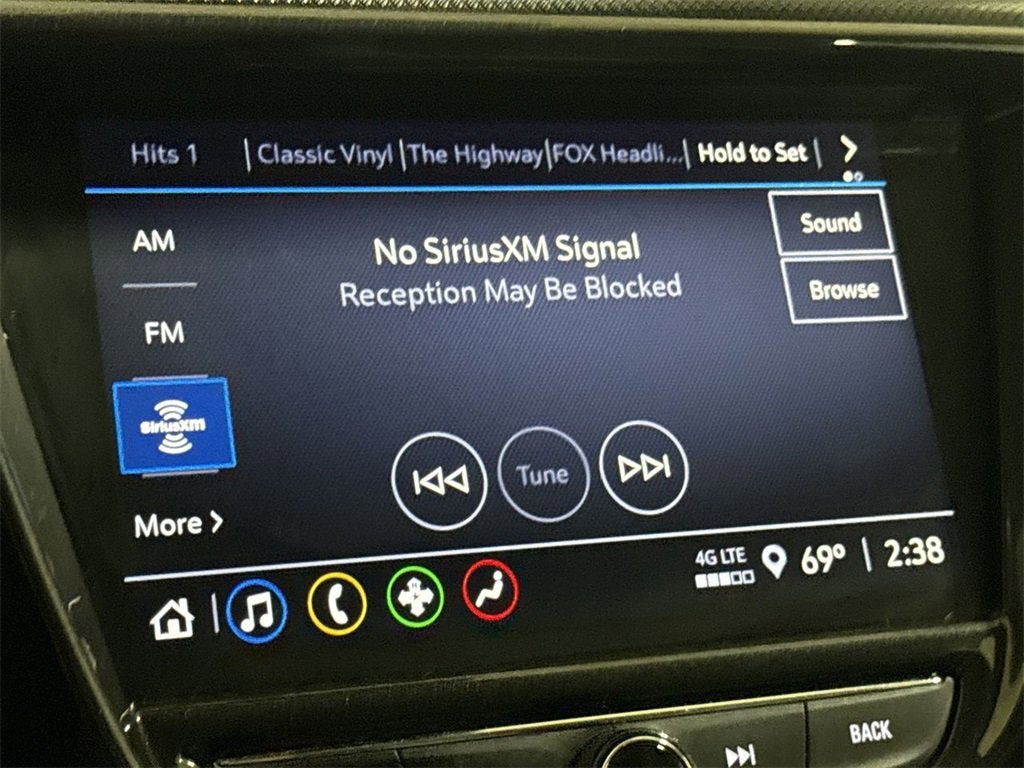 Hits 1 Classic Vinyl The Highway FOX Headli... Hold to Set
AM
FM
SiriusXM
More
No SiriusXM Signal
Reception May Be Blocked
Sound
Browse
Tune
4G LTE
69° 2:38
BACK